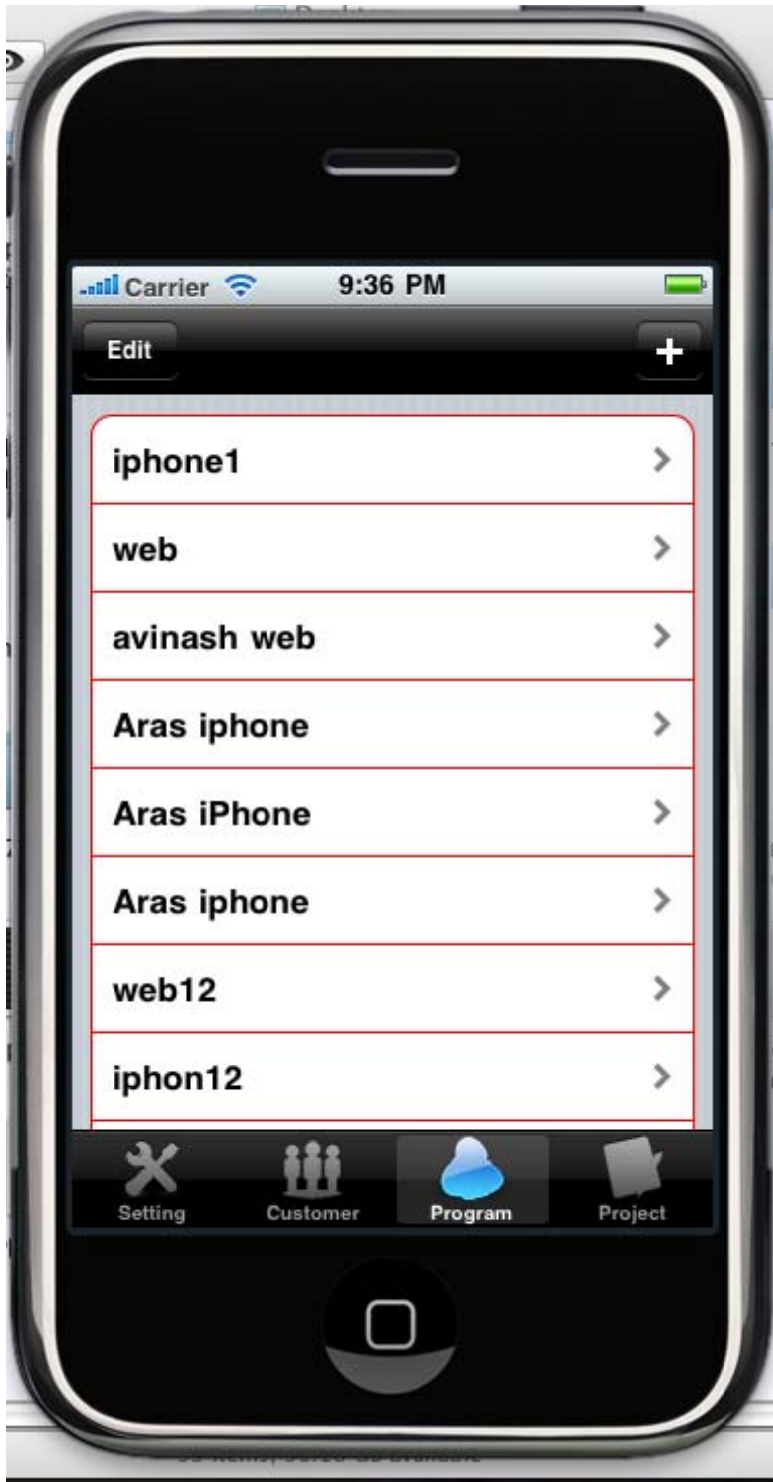 Carrier 9:36 PM
Edit +
iphone1
web
avinash web
Aras iphone
Aras iPhone
Aras iphone
web12
iphon12
Setting Customer Program Project